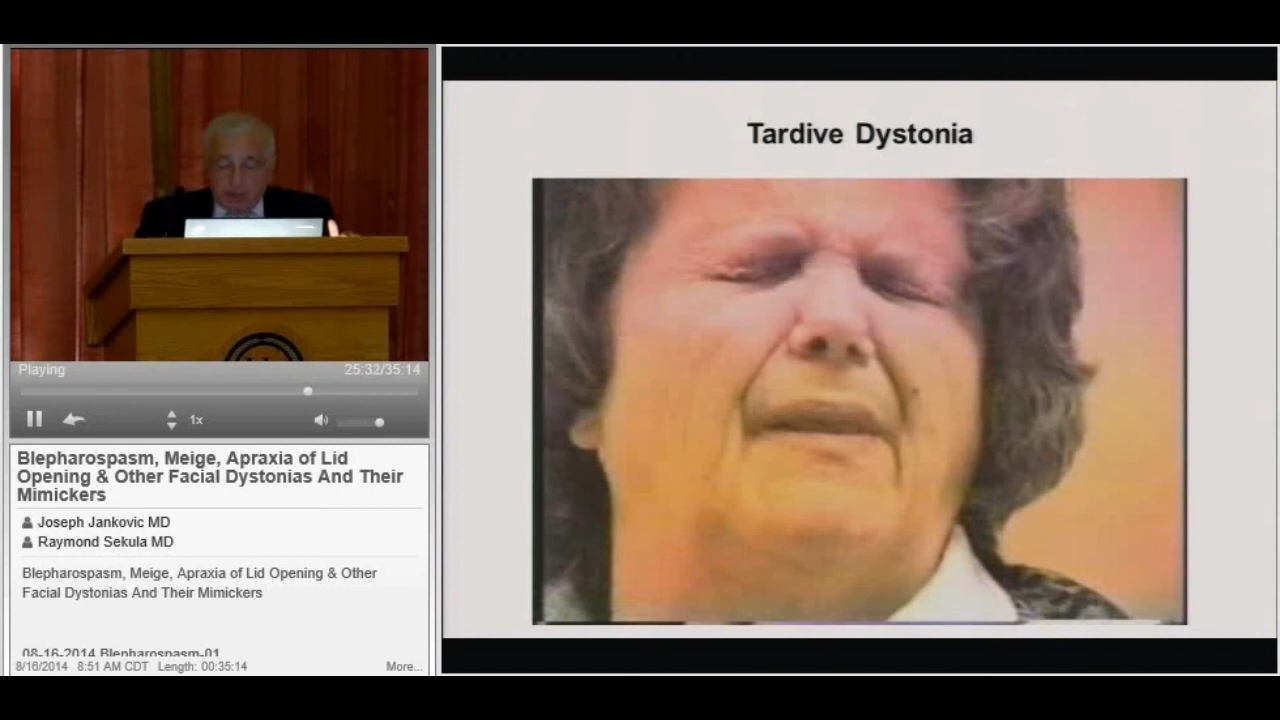 Tardive Dystonia
Playing
25:32/35:14
1x
Blepharospasm, Meige, Apraxia of Lid
Opening & Other Facial Dystonias And Their
Mimickers
Joseph Jankovic MD
Raymond Sekula MD
Blepharospasm, Meige, Apraxia of Lid Opening & Other
Facial Dystonias And Their Mimickers
08-16-2014 Blepharospasm-01
8/16/2014 8:51 AM CDT Length: 00:35:14
More...